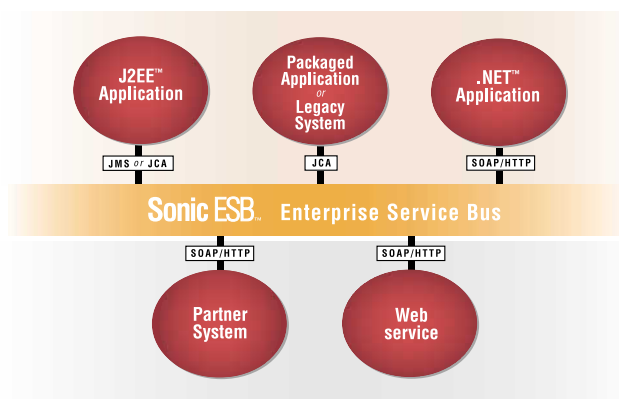 J2EE™
Application
Packaged
Application
or
Legacy
System
.NET™
Application
JMS or JCA
JCA
SOAP/HTTP
Sonic ESB™ Enterprise Service Bus
SOAP/HTTP
SOAP/HTTP
Partner
System
Web
service